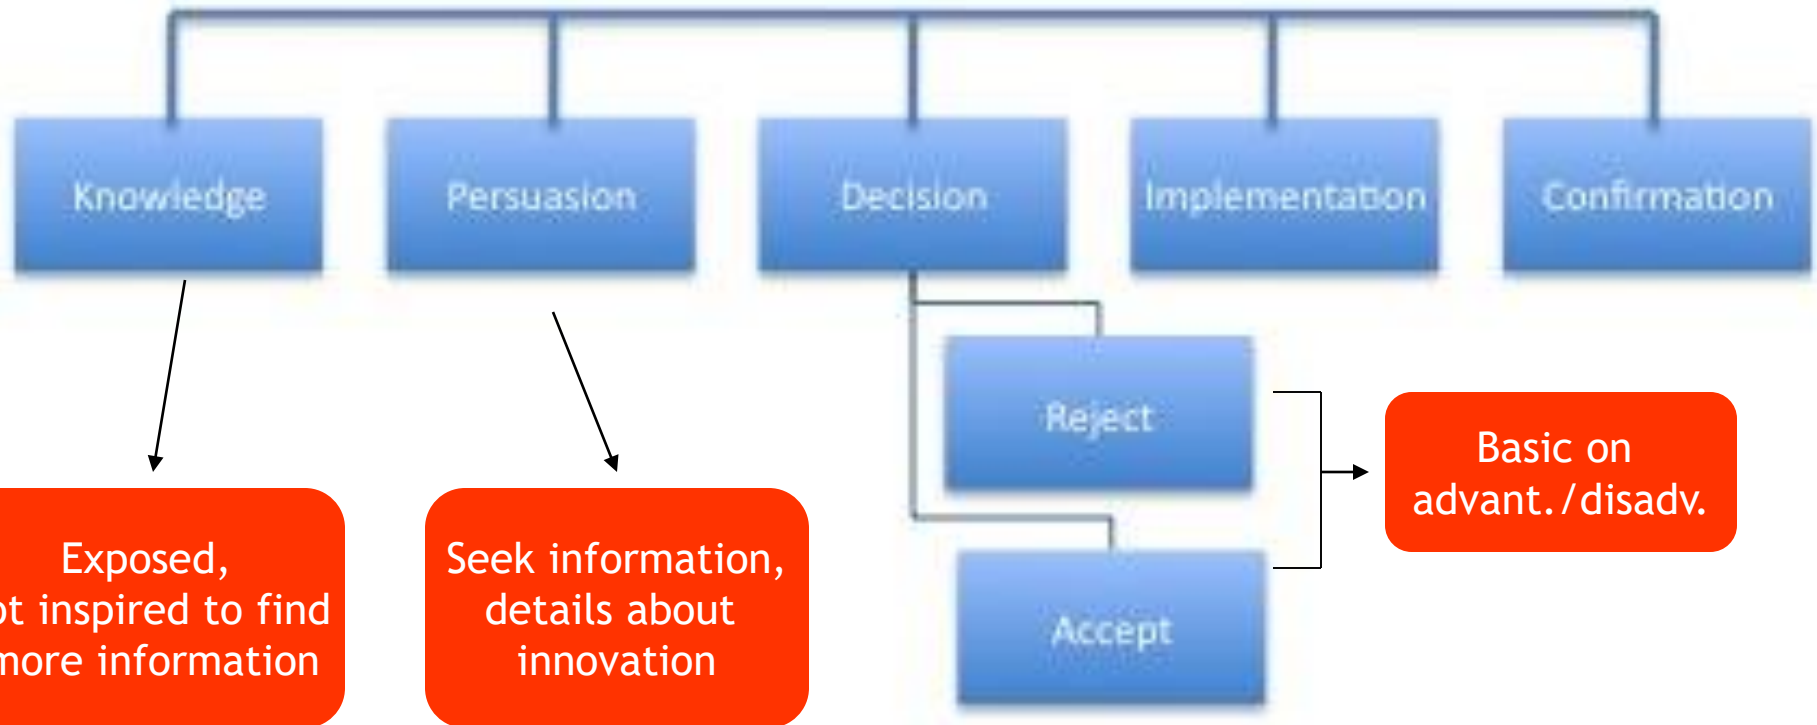 Knowledge
Persuasion
Decision
Implementation
Confirmation
Reject
Accept
Basic on
advant./disadv.
Exposed,
inspired to find
information
Seek information,
details about
innovation